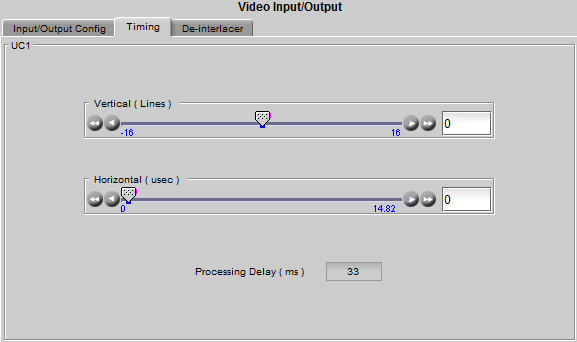 Video Input/Output
Input/Output Config Timing De-interlacer
UC1
Vertical ( Lines )
-16 16 0
Horizontal ( usec )
0 14.82 0
Processing Delay ( ms ) 33